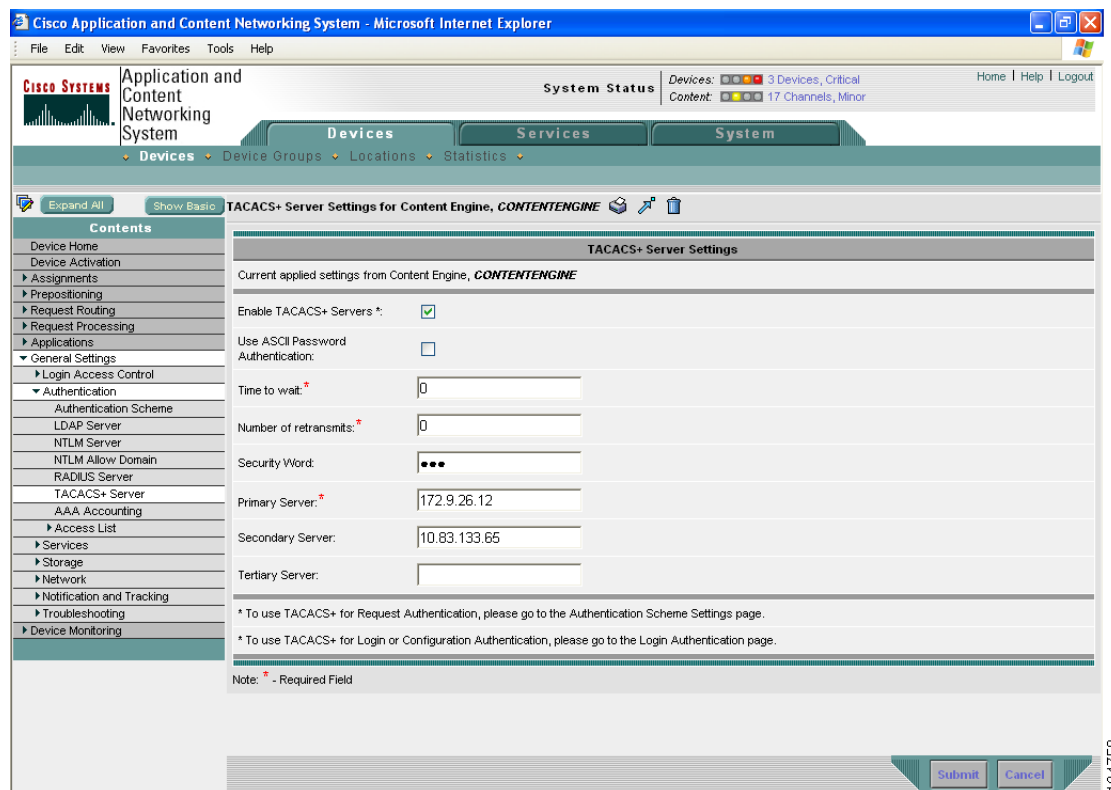 Cisco Application and Content Networking System - Microsoft Internet Explorer
File Edit View Favorites Tools Help
CISCO SYSTEMS
Application and
Content
Networking
System
System Status
Devices: 3 Devices, Critical
Content: 17 Channels, Minor
Home | Help | Logout
Devices Services System
Devices Device Groups Locations Statistics
Expand All Show Basic
TACACS+ Server Settings for Content Engine, CONTENTENGINE
Contents
Device Home
Device Activation
Assignments
Prepositioning
Request Routing
Request Processing
Applications
General Settings
Login Access Control
Authentication
Authentication Scheme
LDAP Server
NTLM Server
NTLM Allow Domain
RADIUS Server
TACACS+ Server
AAA Accounting
Access List
Services
Storage
Network
Notification and Tracking
Troubleshooting
Device Monitoring
TACACS+ Server Settings
Current applied settings from Content Engine, CONTENTENGINE
Enable TACACS+ Servers *:
Use ASCII Password
Authentication:
Time to wait:* 0
Number of retransmits:* 0
Security Word: ●●●
Primary Server:* 172.9.26.12
Secondary Server: 10.83.133.65
Tertiary Server:
* To use TACACS+ for Request Authentication, please go to the Authentication Scheme Settings page.
* To use TACACS+ for Login or Configuration Authentication, please go to the Login Authentication page.
Note: * - Required Field
Submit Cancel